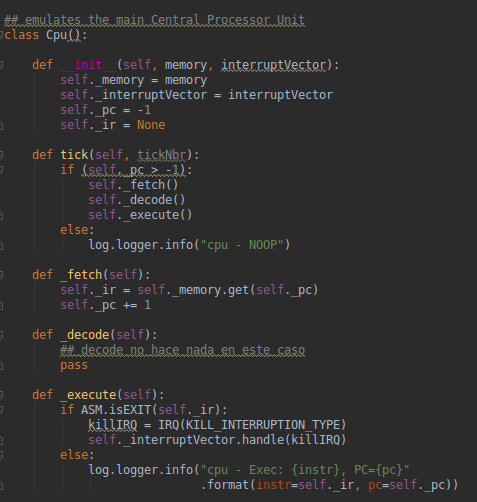 ## emulates the main Central Processor Unit
class Cpu():
def __init__(self, memory, interruptVector):
self._memory = memory
self._interruptVector = interruptVector
self._pc = -1
self._ir = None
def tick(self, tickNbr):
if (self._pc > -1):
self._fetch()
self._decode()
self._execute()
else:
log.logger.info("cpu - NOOP")
def _fetch(self):
self._ir = self._memory.get(self._pc)
self._pc += 1
def _decode(self):
## decode no hace nada en este caso
pass
def _execute(self):
if ASM.isEXIT(self._ir):
killIRQ = IRQ(KILL_INTERRUPTION_TYPE)
self._interruptVector.handle(killIRQ)
else:
log.logger.info("cpu - Exec: {instr}, PC={pc}"
.format(instr=self._ir, pc=self._pc))